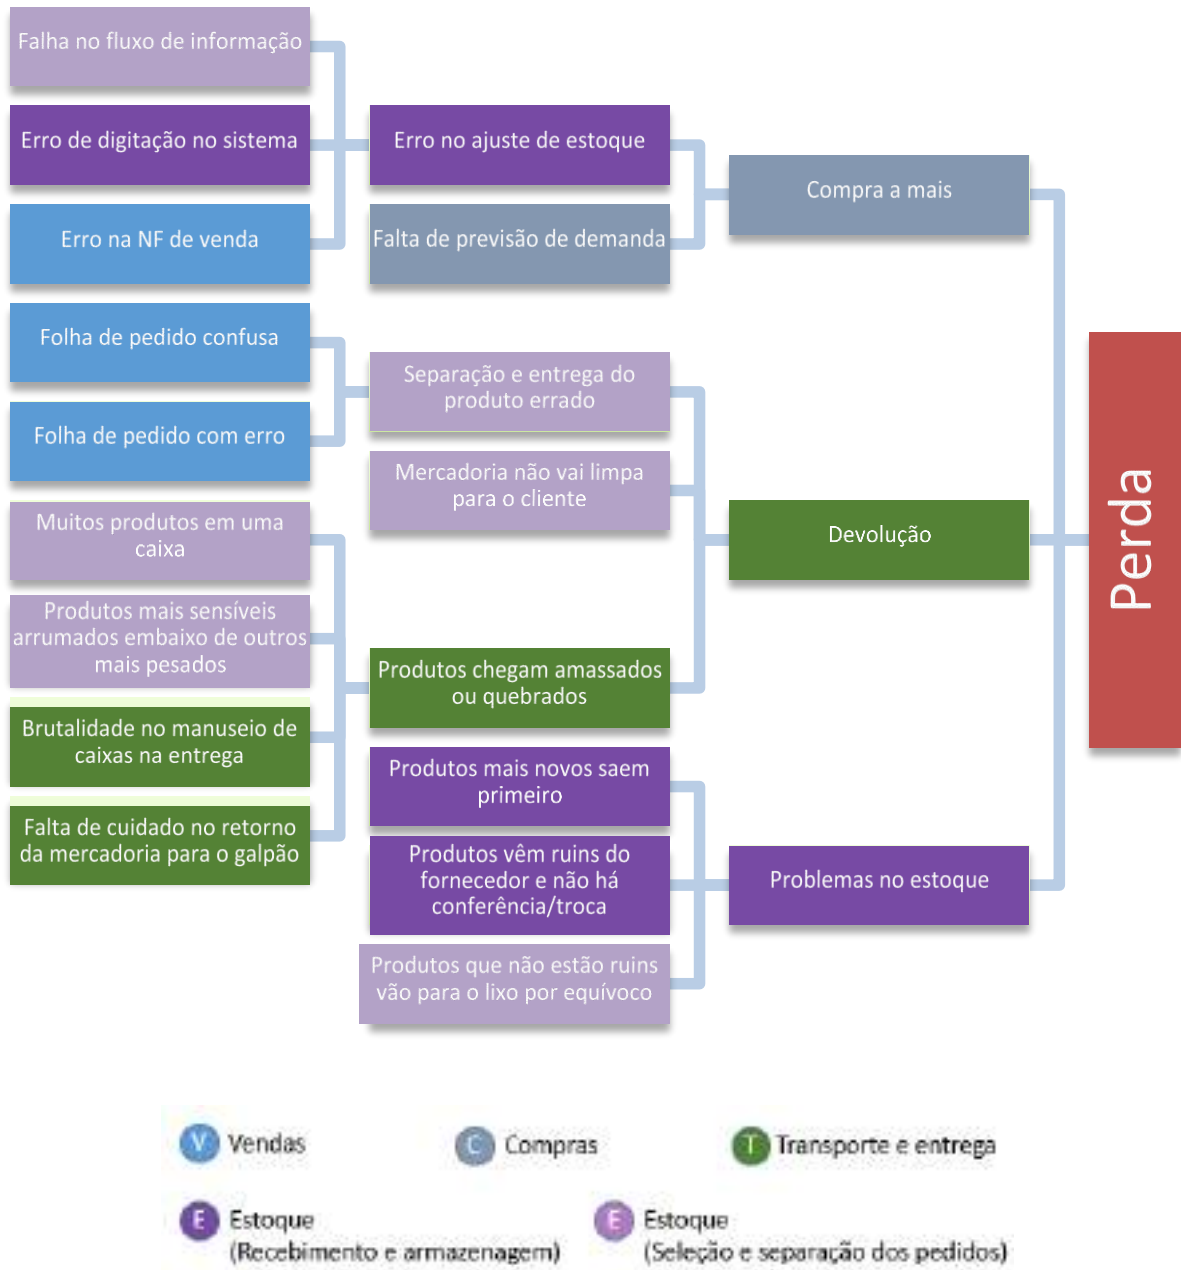 Falha no fluxo de informação
Erro de digitação no sistema
Erro na NF de venda
Folha de pedido confusa
Folha de pedido com erro
Muitos produtos em uma
caixa
Produtos mais sensíveis
arrumados embaixo de outros
mais pesados
Brutalidade no manuseio de
caixas na entrega
Falta de cuidado no retorno
da mercadoria para o galpão
Erro no ajuste de estoque
Falta de previsão de demanda
Separação e entrega do
produto errado
Mercadoria não vai limpa
para o cliente
Produtos chegam amassados
ou quebrados
Produtos mais novos saem
primeiro
Produtos vêm ruins do
fornecedor e não há
conferência/troca
Produtos que não estão ruins
vão para o lixo por equívoco
Compra a mais
Devolução
Problemas no estoque
Perda
V Vendas
C Compras
T Transporte e entrega
E Estoque
(Recebimento e armazenagem)
E Estoque
(Seleção e separação dos pedidos)